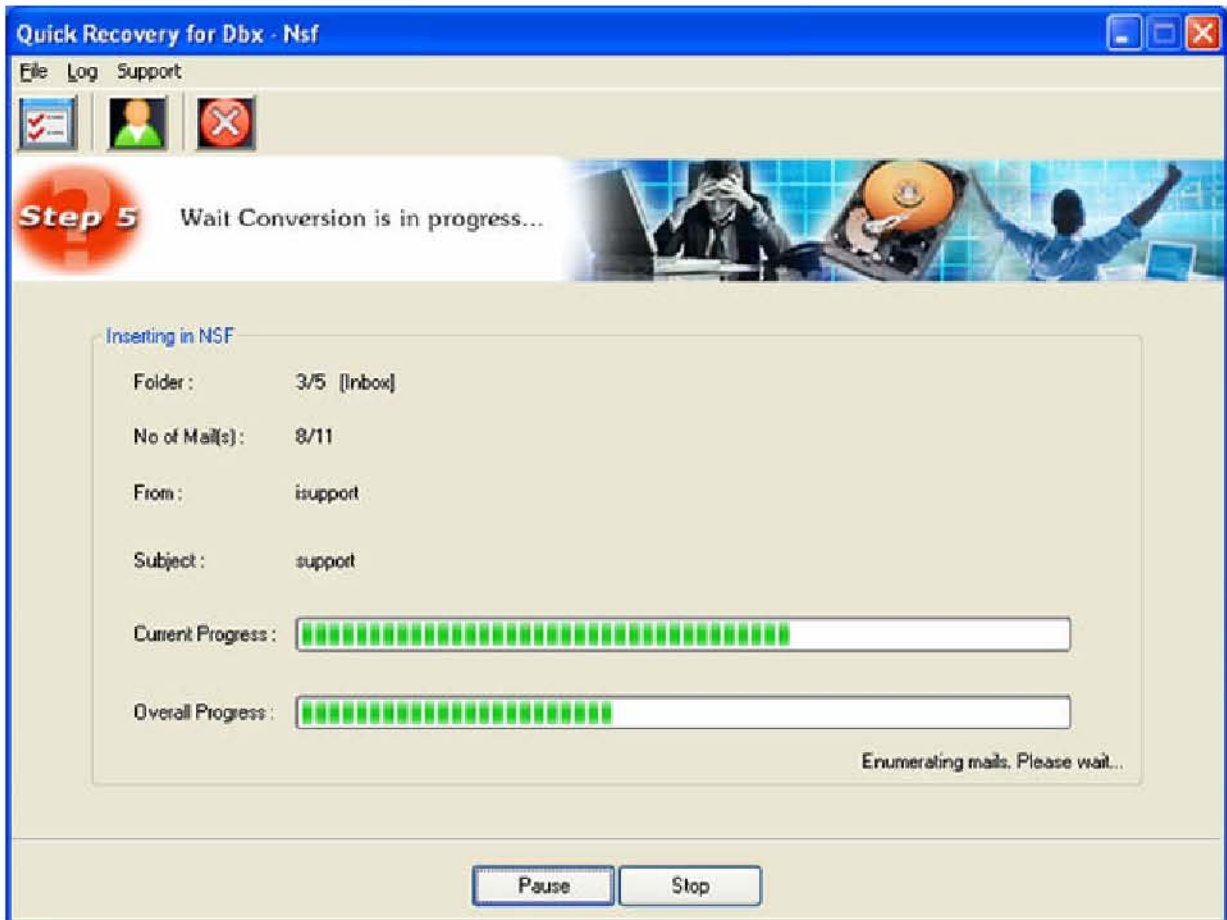 Quick Recovery for Dbx - Nsf
File Log Support
Step 5 Wait Conversion is in progress...
Inserting in NSF
Folder : 3/5 [Inbox]
No of Mail(s) : 8/11
From : isupport
Subject : support
Current Progress :
Overall Progress :
Enumerating mails. Please wait...
Pause Stop